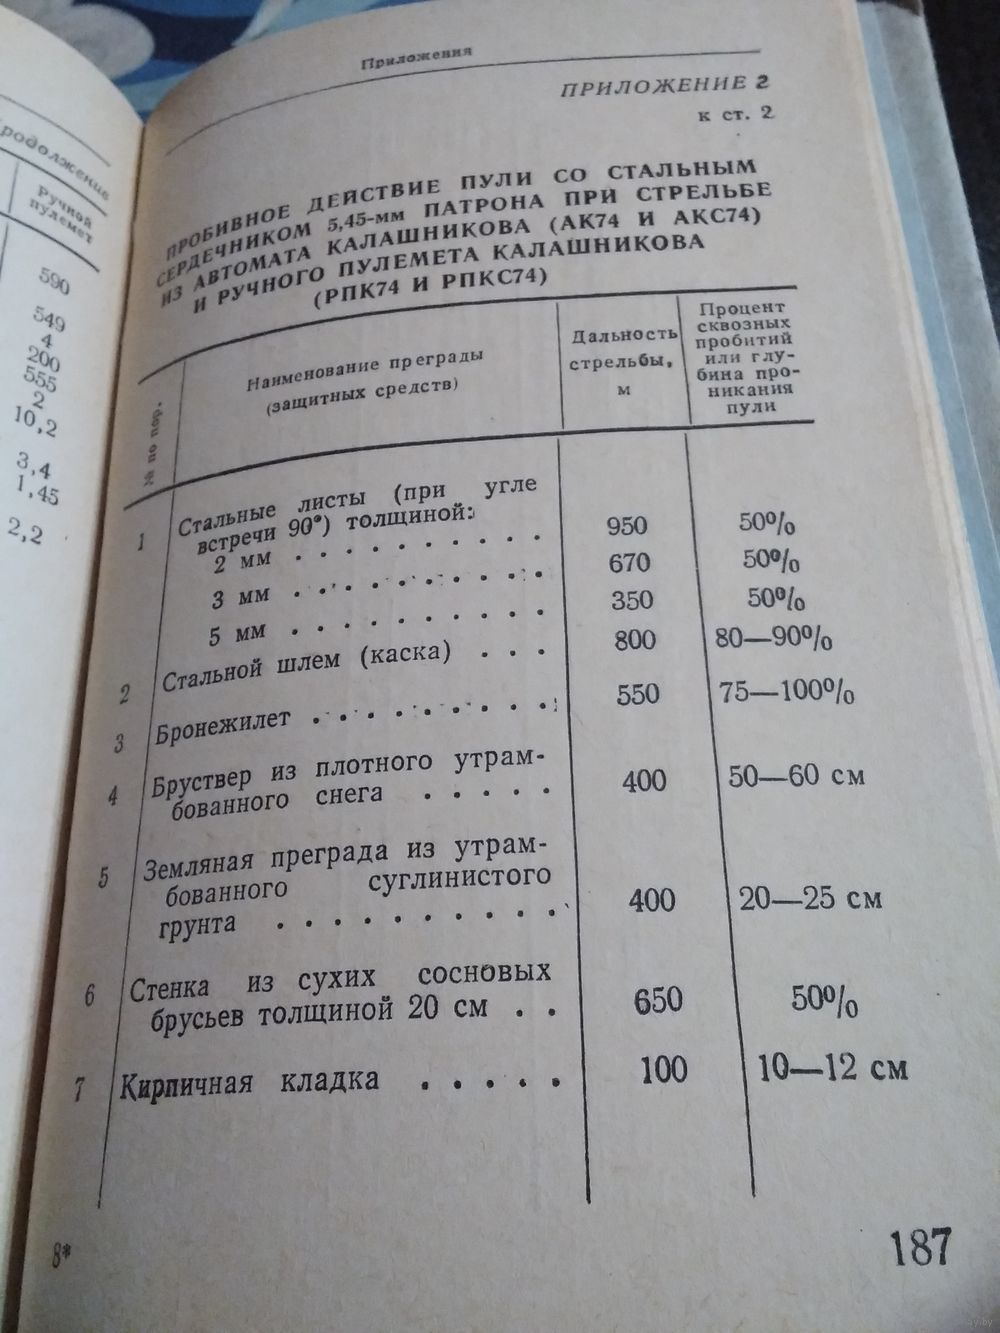 Продолжение
Ручной
пулемет
590
549
4
200
555
2
10,2
3,4
1,45
2,2
Приложения
ПРИЛОЖЕНИЕ 2
к ст. 2
ПРОБИВНОЕ ДЕЙСТВИЕ ПУЛИ СО СТАЛЬНЫМ
СЕРДЕЧНИКОМ 5,45-мм ПАТРОНА ПРИ СТРЕЛЬБЕ
ИЗ АВТОМАТА КАЛАШНИКОВА (АК74 И АКС74)
И РУЧНОГО ПУЛЕМЕТА КАЛАШНИКОВА
(РПК74 И РПКС74)
№ по пор.
Наименование преграды
(защитных средств)
Дальность
стрельбы,
м
Процент
сквозных
пробитий
или глу-
бина про-
никания
пули
1 Стальные листы (при угле
встречи 90°) толщиной:
2 мм . . . . . . . . . . 950 50%
3 мм . . . . . . . . . . 670 50%
5 мм . . . . . . . . . . 350 50%
2 Стальной шлем (каска) . . . 800 80—90%
3 Бронежилет . . . . . . . . . . 550 75—100%
4 Бруствер из плотного утрам-
бованного снега . . . . . 400 50—60 см
5 Земляная преграда из утрам-
бованного суглинистого
грунта . . . . . . . . . . 400 20—25 см
6 Стенка из сухих сосновых
брусьев толщиной 20 см . . 650 50%
7 Кирпичная кладка . . . . . 100 10—12 см
8*
187
ay.by